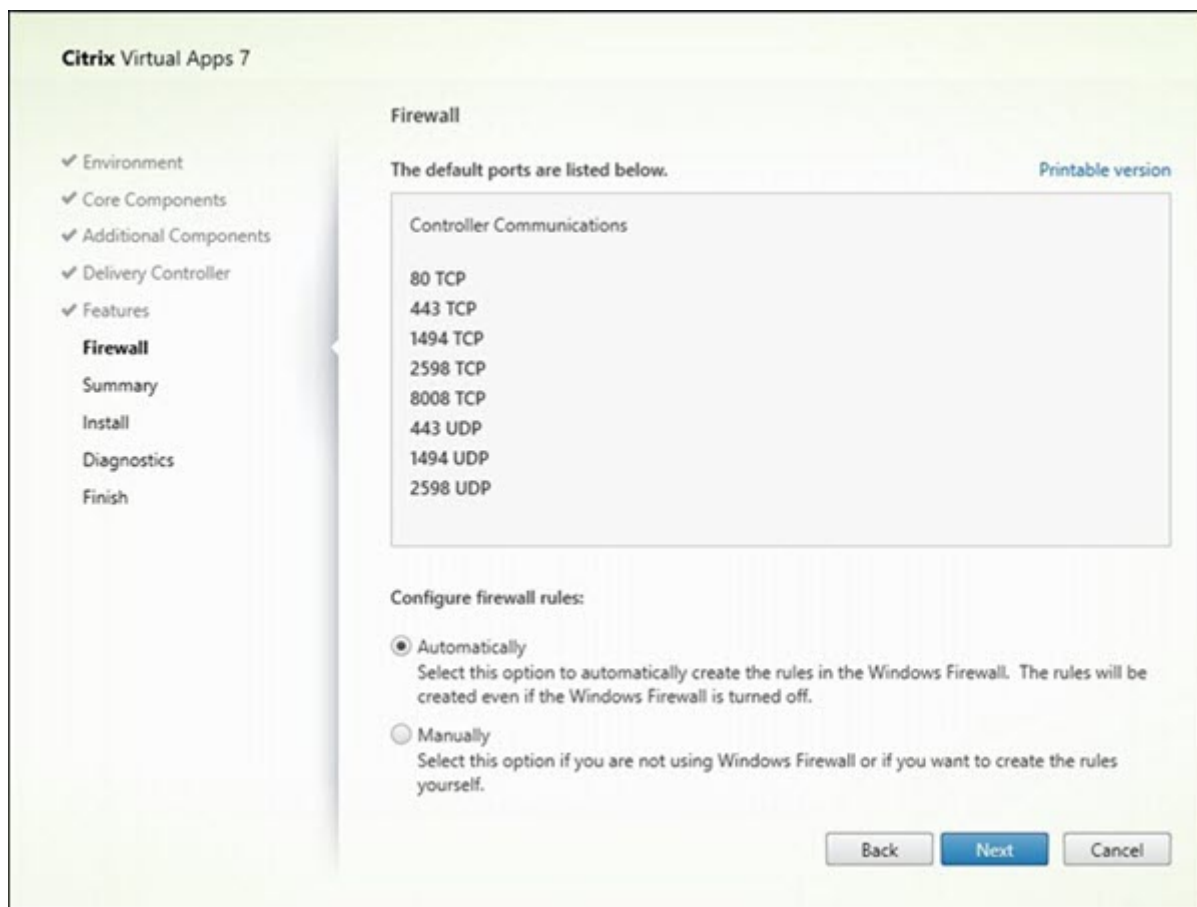 Citrix Virtual Apps 7
Environment
Core Components
Additional Components
Delivery Controller
Features
Firewall
Summary
Install
Diagnostics
Finish
Firewall
The default ports are listed below.
Printable version
Controller Communications
80 TCP
443 TCP
1494 TCP
2598 TCP
8008 TCP
443 UDP
1494 UDP
2598 UDP
Configure firewall rules:
Automatically
Select this option to automatically create the rules in the Windows Firewall. The rules will be
created even if the Windows Firewall is turned off.
Manually
Select this option if you are not using Windows Firewall or if you want to create the rules
yourself.
Back
Next
Cancel